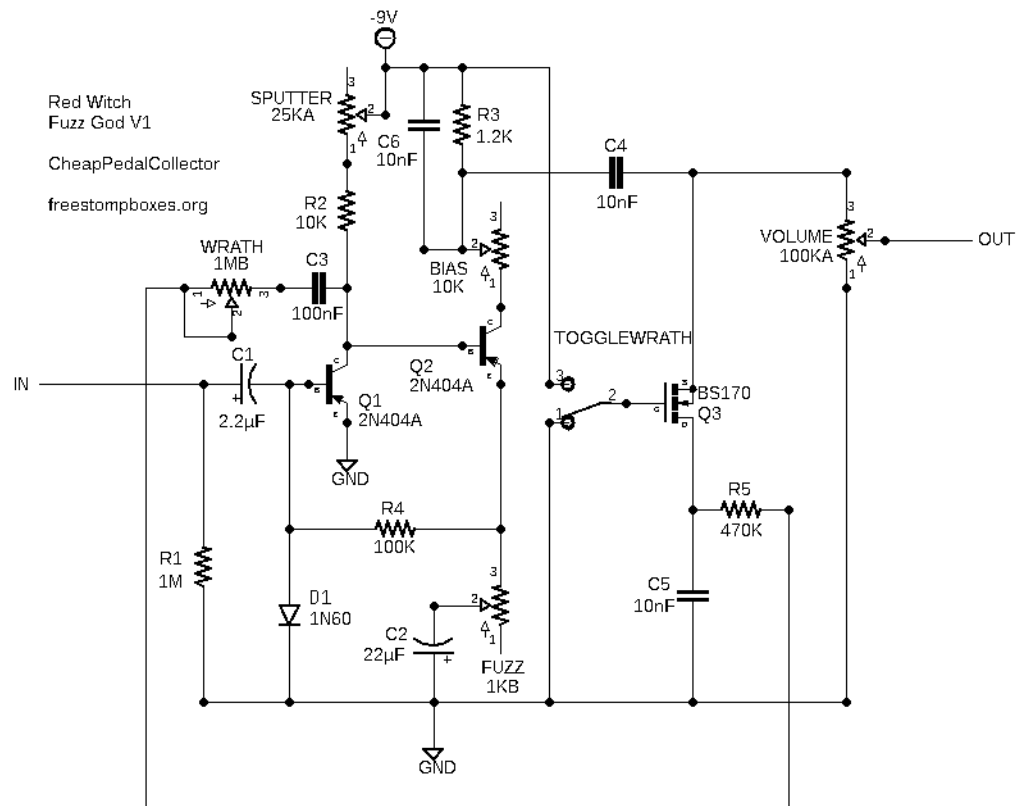 -9V
Red Witch
Fuzz God V1
CheapPedalCollector
freestompboxes.org
SPUTTER
25KA
3
2
1
C6
10nF
R3
1.2K
C4
10nF
R2
10K
3
2
1
BIAS
10K
VOLUME
100KA
3
2
1
OUT
WRATH
1MB
1
3
2
C3
100nF
C
B
E
Q2
2N404A
TOGGLEWRATH
3
2
1
IN
C1
+
2.2µF
C
B
E
Q1
2N404A
GND
S
G
D
BS170
Q3
R4
100K
R5
470K
R1
1M
D1
1N60
C2
22µF
+
3
2
1
FUZZ
1KB
C5
10nF
GND